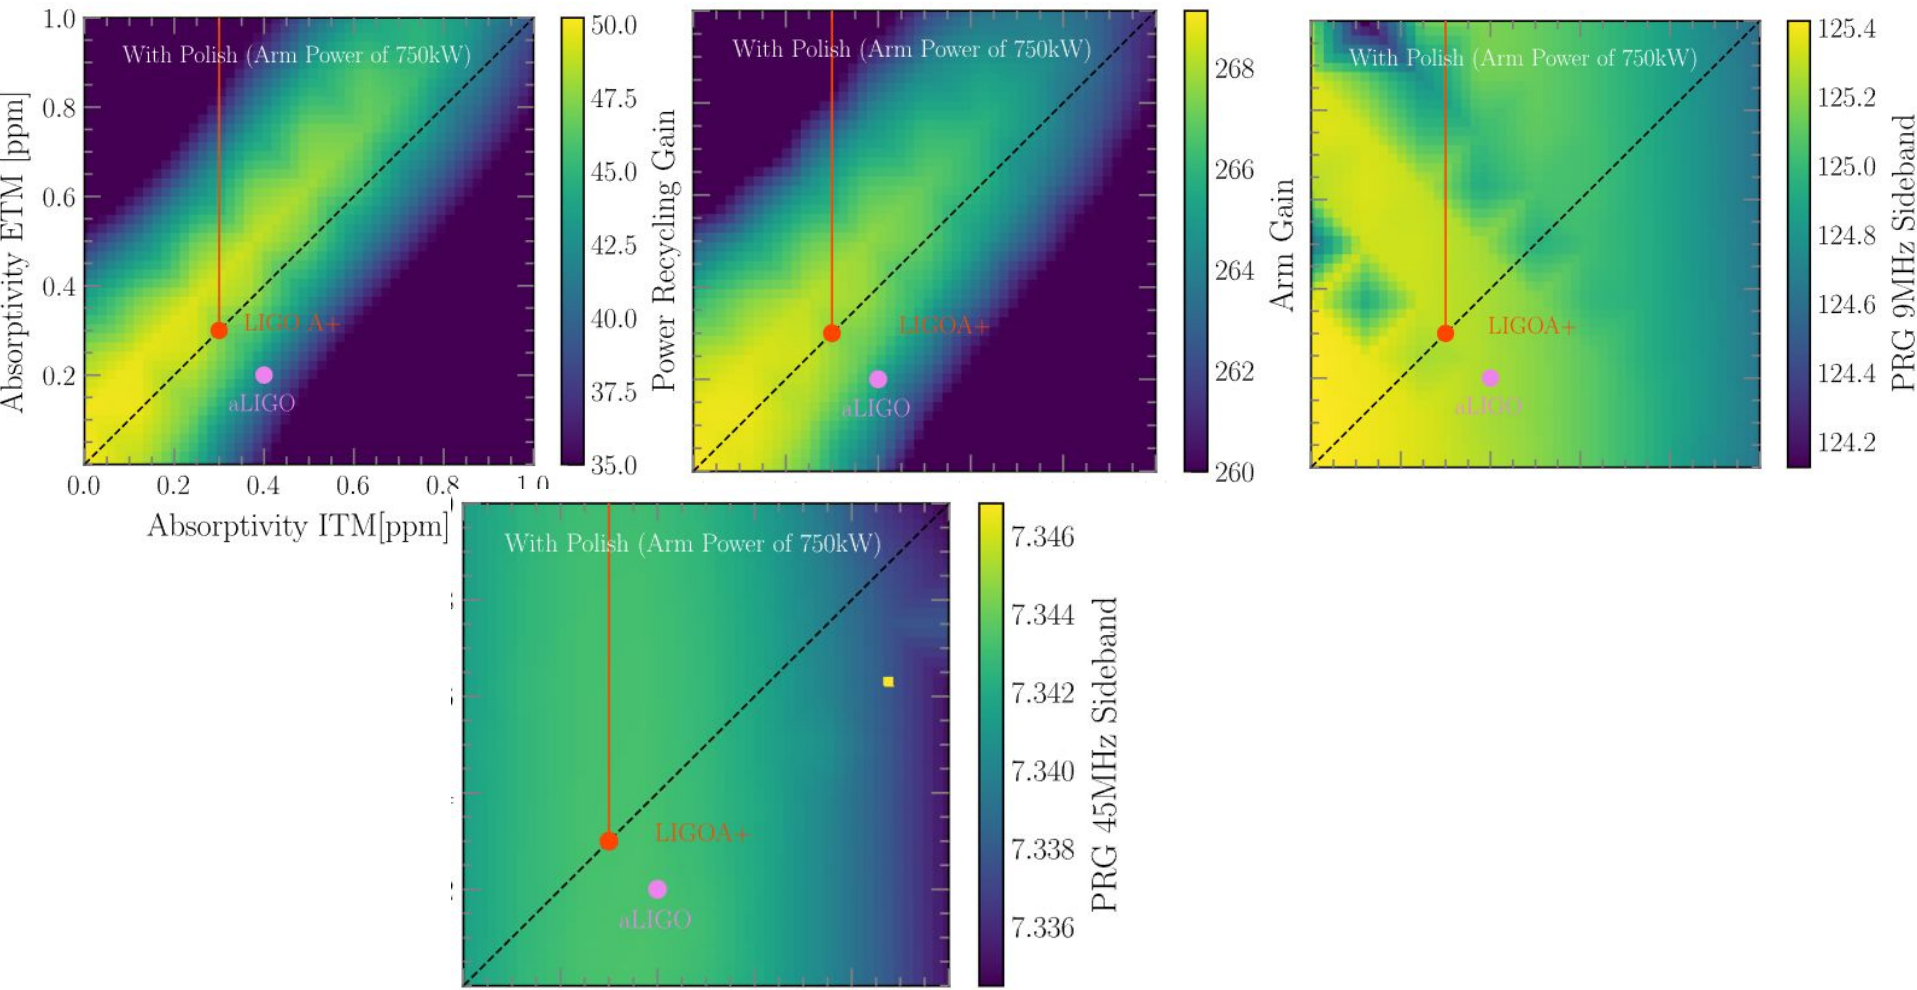 With Polish (Arm Power of 750kW)
LIGO A+
aLIGO
Absorptivity ETM [ppm]
1.0
0.8
0.6
0.4
0.2
0.0 0.2 0.4 0.6 0.8 1.0
Absorptivity ITM[ppm]
50.0
47.5
45.0
42.5
40.0
37.5
35.0
Power Recycling Gain
With Polish (Arm Power of 750kW)
LIGOA+
aLIGO
268
266
264
262
260
Arm Gain
With Polish (Arm Power of 750kW)
LIGOA+
aLIGO
125.4
125.2
125.0
124.8
124.6
124.4
124.2
PRG 9MHz Sideband
With Polish (Arm Power of 750kW)
LIGOA+
aLIGO
7.346
7.344
7.342
7.340
7.338
7.336
PRG 45MHz Sideband